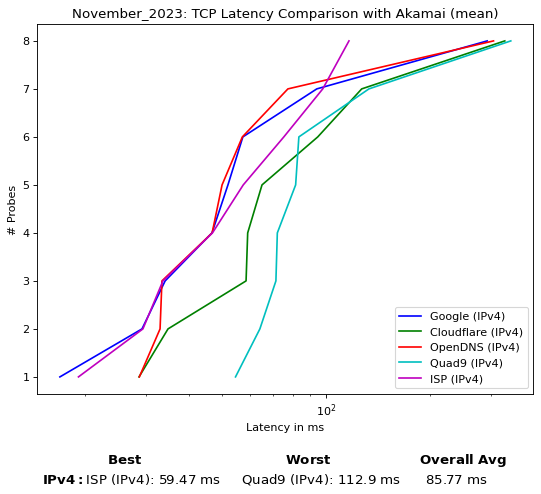 November_2023: TCP Latency Comparison with Akamai (mean)
# Probes
8
7
6
5
4
3
2
1
Google (IPv4)
Cloudflare (IPv4)
OpenDNS (IPv4)
Quad9 (IPv4)
ISP (IPv4)
10²
Latency in ms
Best Worst Overall Avg
IPv4: ISP (IPv4): 59.47 ms Quad9 (IPv4): 112.9 ms 85.77 ms